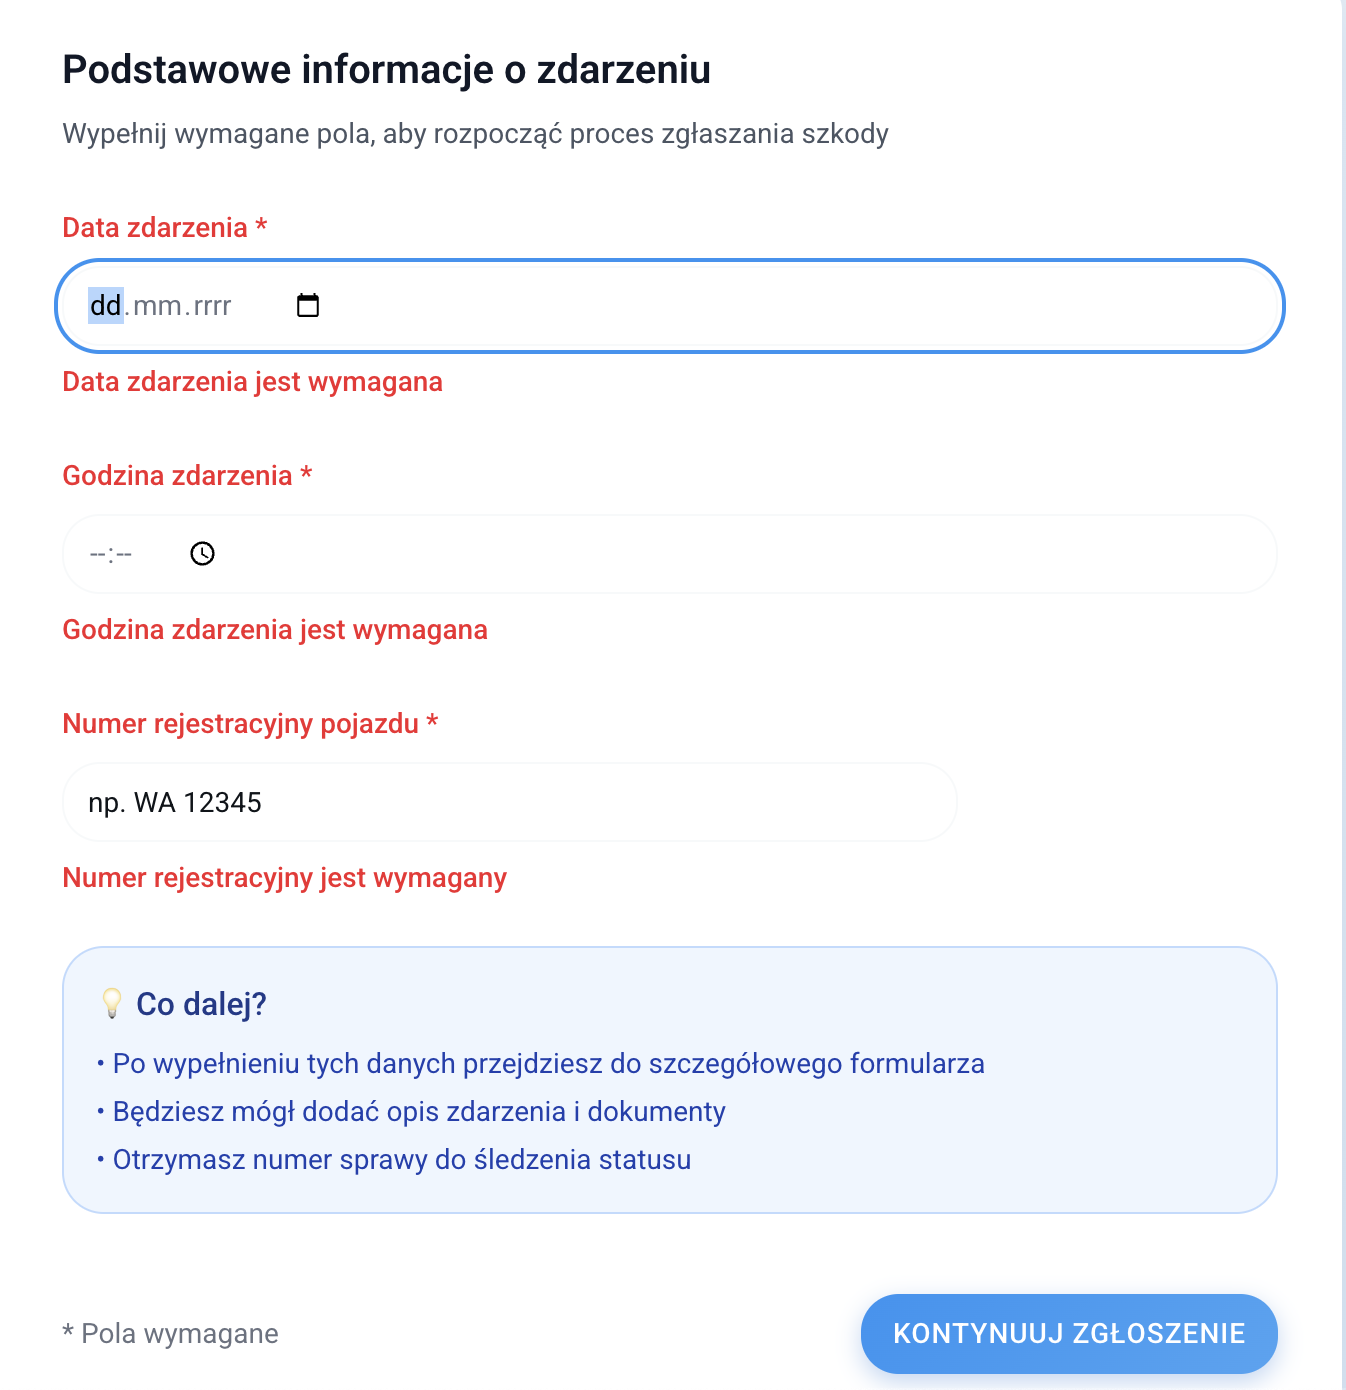 Podstawowe informacje o zdarzeniu
Wypełnij wymagane pola, aby rozpocząć proces zgłaszania szkody
Data zdarzenia *
dd.mm.rrrr
Data zdarzenia jest wymagana
Godzina zdarzenia *
--:--
Godzina zdarzenia jest wymagana
Numer rejestracyjny pojazdu *
np. WA 12345
Numer rejestracyjny jest wymagany
💡 Co dalej?
• Po wypełnieniu tych danych przejdziesz do szczegółowego formularza
• Będziesz mógł dodać opis zdarzenia i dokumenty
• Otrzymasz numer sprawy do śledzenia statusu
* Pola wymagane
KONTYNUUJ ZGŁOSZENIE